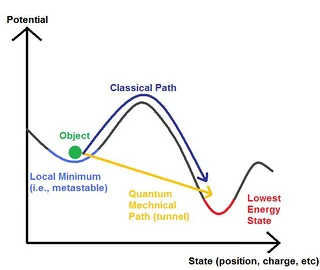 Potential
Classical Path
Object
Local Minimum
(i.e., metastable)
Quantum
Mechnical
Path (tunnel)
Lowest
Energy
State
State (position, charge, etc)